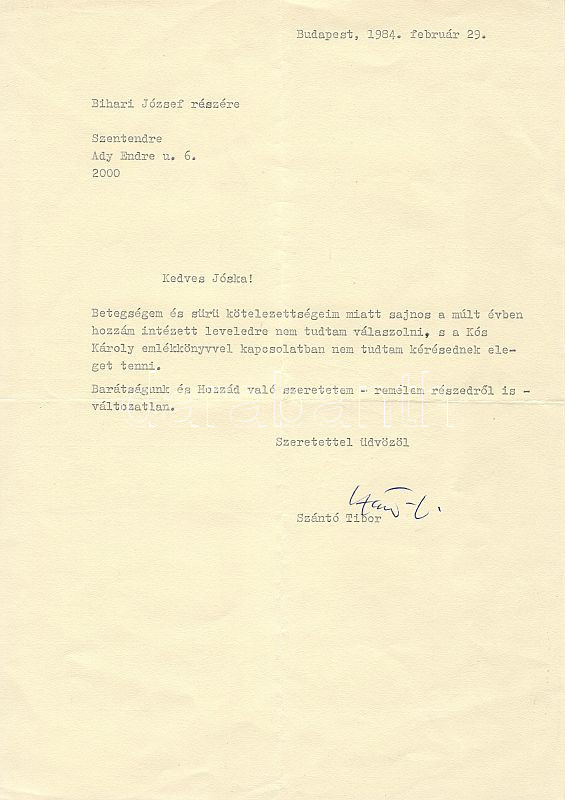 Budapest, 1984. február 29.
Bihari József részére
Szentendre
Ady Endre u. 6.
2000
Kedves Jóska!
Betegségem és sürü kötelezettségeim miatt sajnos a múlt évben
hozzám intézett leveledre nem tudtam válaszolni, s a Kós
Károly emlékkönyvvel kapcsolatban nem tudtam kérésednek ele-
get tenni.
Barátságunk és Hozzád való szeretetem - remélem részedről is -
változatlan.
Szeretettel üdvözöl
Szántó Tibor